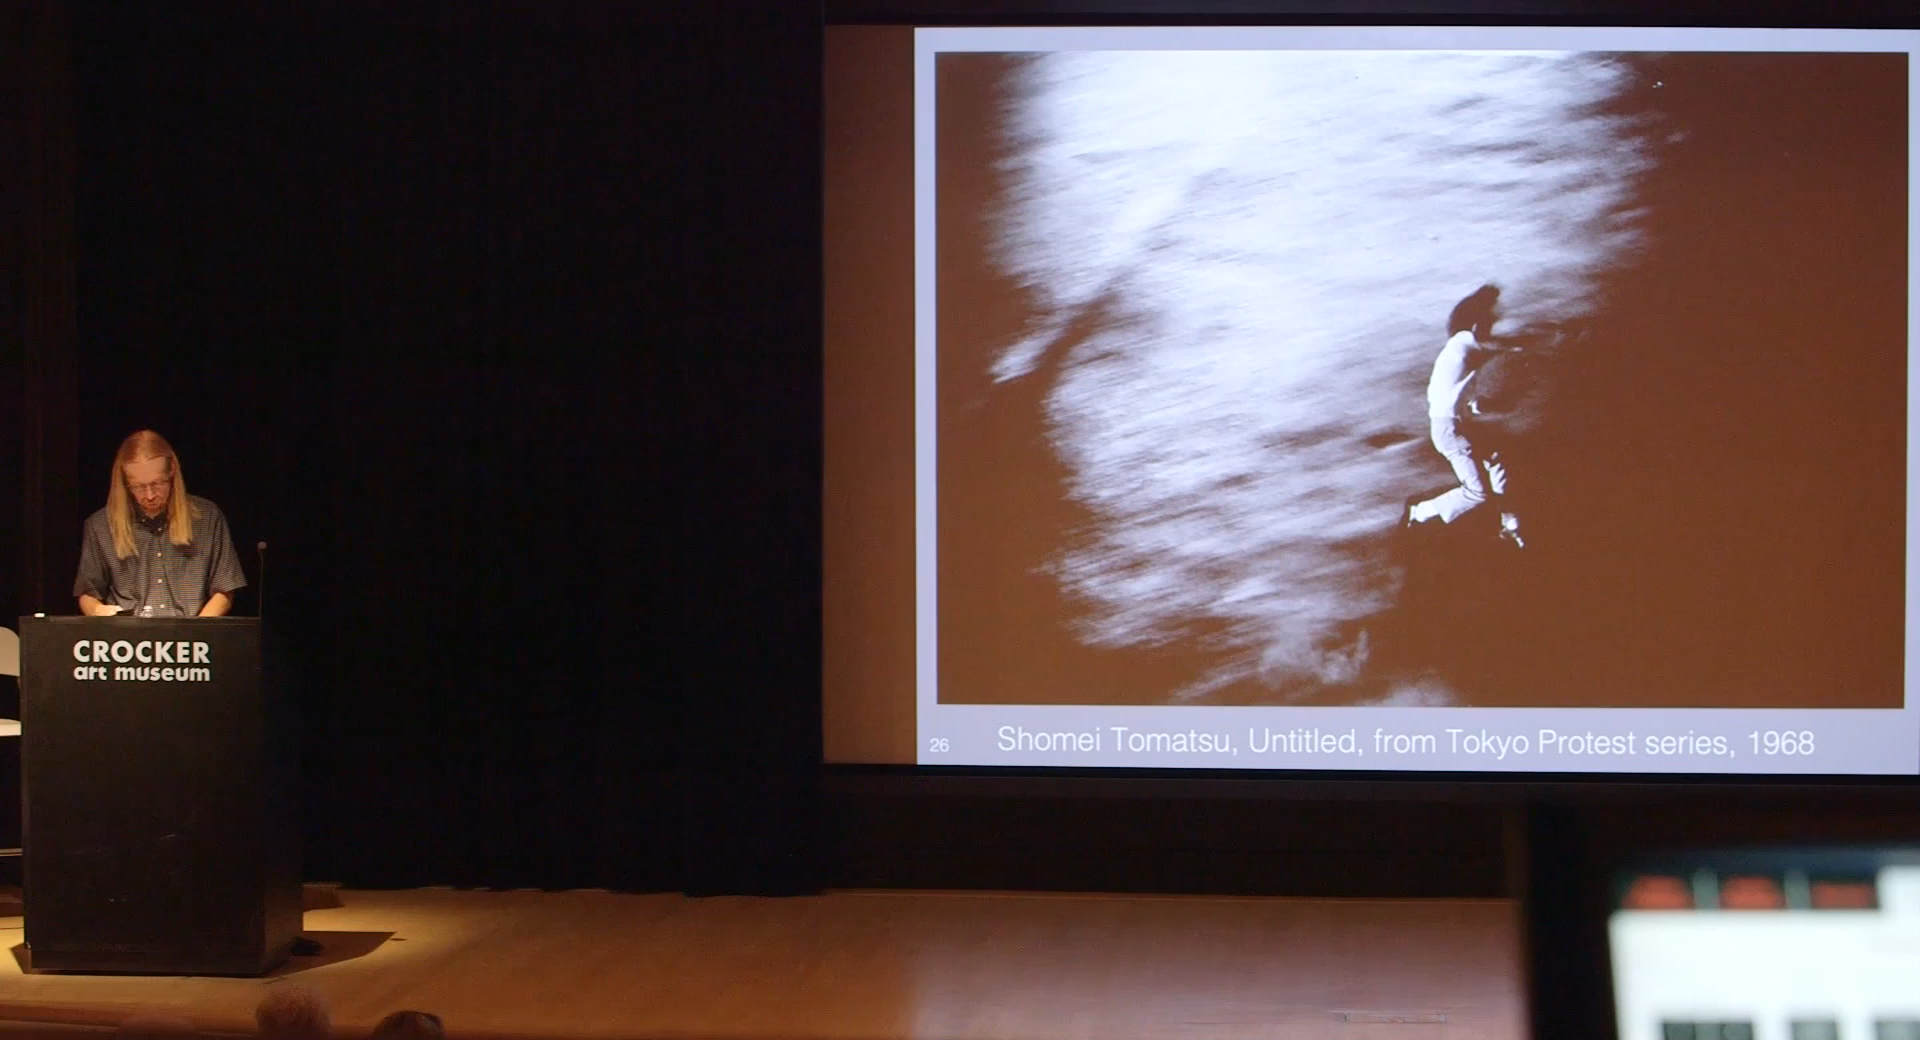 CROCKER
art museum
26
Shomei Tomatsu, Untitled, from Tokyo Protest series, 1968